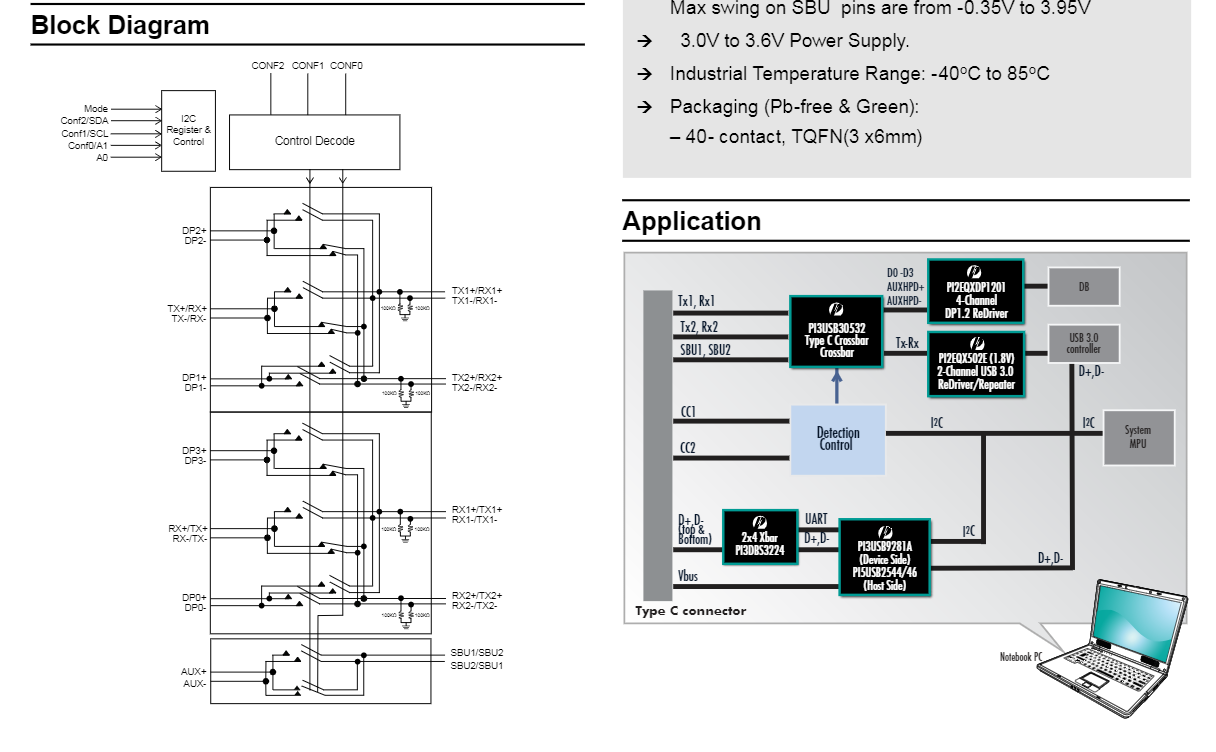 Block Diagram
CONF2 CONF1 CONF0
Mode
Conf2/SDA
Conf1/SCL
Conf0/A1
A0
I2C
Register &
Control
Control Decode
DP2+
DP2-
TX+/RX+
TX-/RX-
DP1+
DP1-
TX1+/RX1+
TX1-/RX1-
100KΩ 100KΩ
TX2+/RX2+
TX2-/RX2-
100KΩ 100KΩ
DP3+
DP3-
RX+/TX+
RX-/TX-
DP0+
DP0-
RX1+/TX1+
RX1-/TX1-
100KΩ 100KΩ
RX2+/TX2+
RX2-/TX2-
100KΩ 100KΩ
AUX+
AUX-
SBU1/SBU2
SBU2/SBU1
Max swing on SBU pins are from -0.35V to 3.95V
→ 3.0V to 3.6V Power Supply.
→ Industrial Temperature Range: -40°C to 85°C
→ Packaging (Pb-free & Green):
– 40- contact, TQFN(3 x6mm)
Application
Tx1, Rx1
Tx2, Rx2
SBU1, SBU2
PI3USB30532
Type C Crossbar
Crossbar
D0 -D3
AUXHPD+
AUXHPD-
PI2EQXDP1201
4-Channel
DP1.2 ReDriver
DB
Tx-Rx
PI2EQX502E (1.8V)
2-Channel USB 3.0
ReDriver/Repeater
USB 3.0
controller
D+,D-
CC1
CC2
Detection
Control
I²C
I²C
System
MPU
D+,D-
(top &
Bottom)
2x4 Xbar
PI3DBS3224
UART
D+,D-
PI3USB9281A
(Device Side)
PI5USB2544/46
(Host Side)
I²C
D+,D-
Vbus
Type C connector
Notebook PC